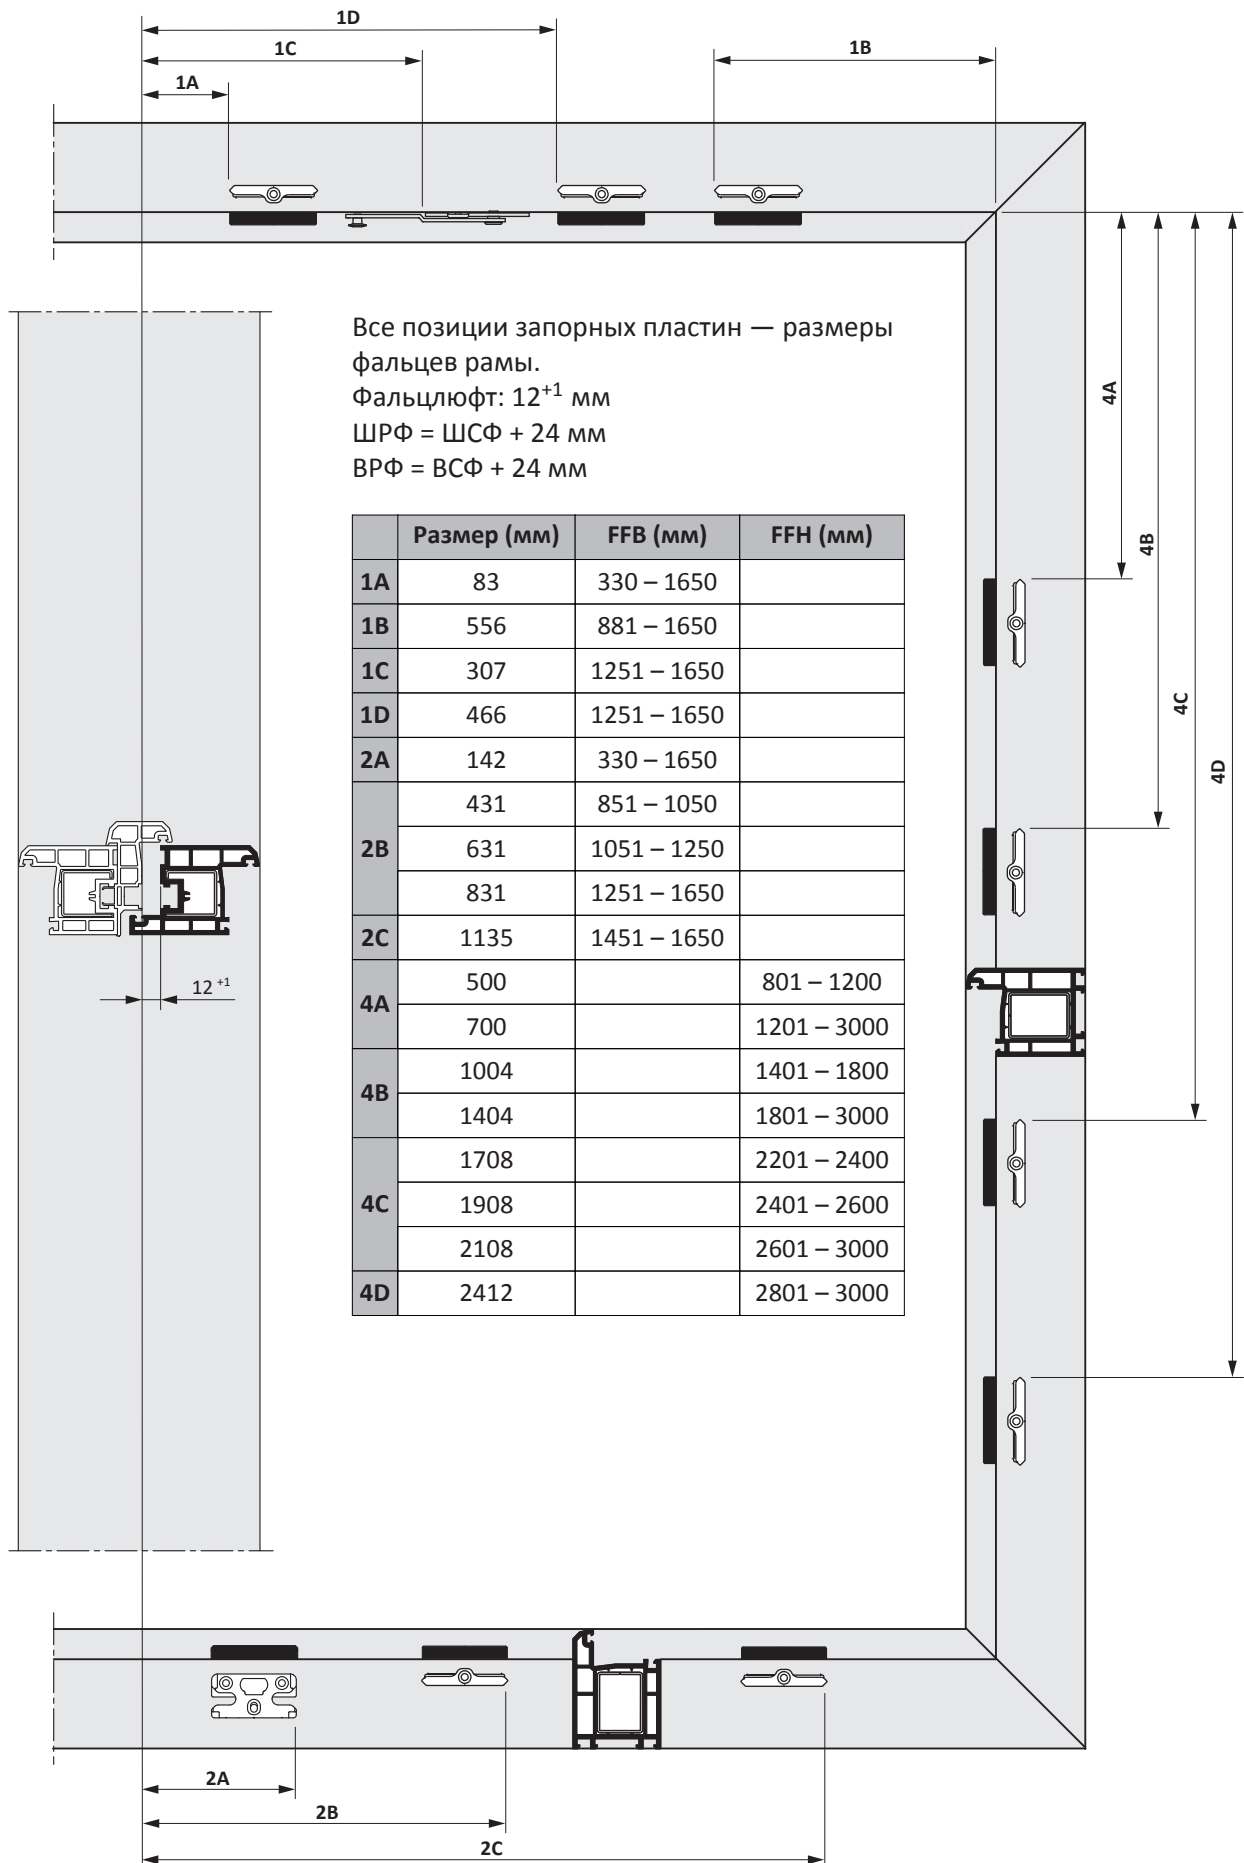 1D
1C
1B
1A
Все позиции запорных пластин — размеры
фальцев рамы.
Фальцлюфт: 12⁺¹ мм
ШРФ = ШСФ + 24 мм
ВРФ = ВСФ + 24 мм
Размер (мм) FFB (мм) FFH (мм)
1A 83 330 – 1650
1B 556 881 – 1650
1C 307 1251 – 1650
1D 466 1251 – 1650
2A 142 330 – 1650
431 851 – 1050
2B 631 1051 – 1250
831 1251 – 1650
2C 1135 1451 – 1650
4A 500 801 – 1200
700 1201 – 3000
4B 1004 1401 – 1800
1404 1801 – 3000
1708 2201 – 2400
4C 1908 2401 – 2600
2108 2601 – 3000
4D 2412 2801 – 3000
4A
4B
4C
4D
12 ⁺¹
2A
2B
2C